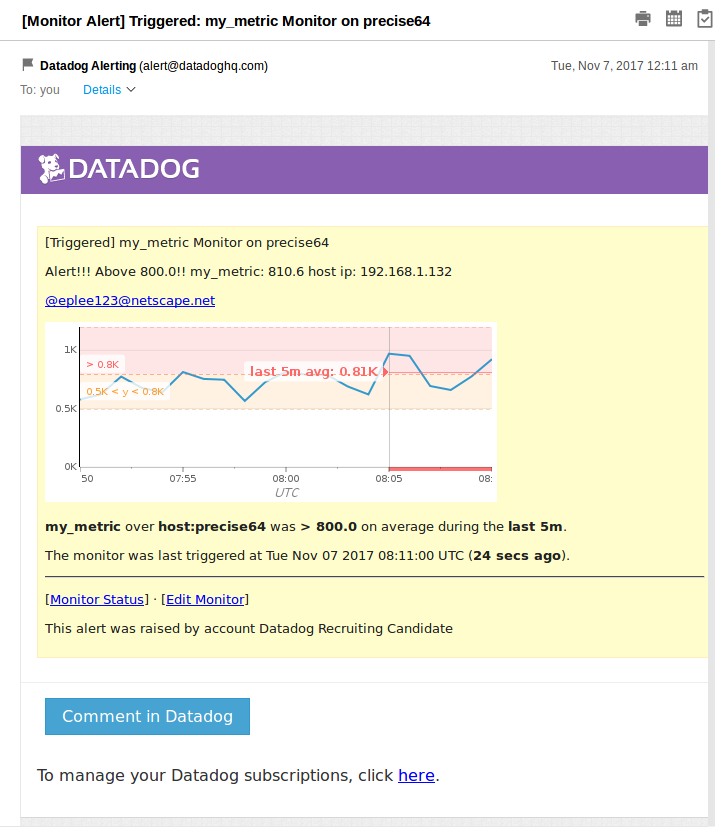 [Monitor Alert] Triggered: my_metric Monitor on precise64
Datadog Alerting (alert@datadoghq.com)
Tue, Nov 7, 2017 12:11 am
To: you Details
DATADOG
[Triggered] my_metric Monitor on precise64
Alert!!! Above 800.0!! my_metric: 810.6 host ip: 192.168.1.132
@eplee123@netscape.net
1K
> 0.8K
last 5m avg: 0.81K
0.5K < y < 0.8K
0.5K
0K
50 07:55 08:00 08:05 08:
UTC
my_metric over host:precise64 was > 800.0 on average during the last 5m.
The monitor was last triggered at Tue Nov 07 2017 08:11:00 UTC (24 secs ago).
[Monitor Status] · [Edit Monitor]
This alert was raised by account Datadog Recruiting Candidate
Comment in Datadog
To manage your Datadog subscriptions, click here.